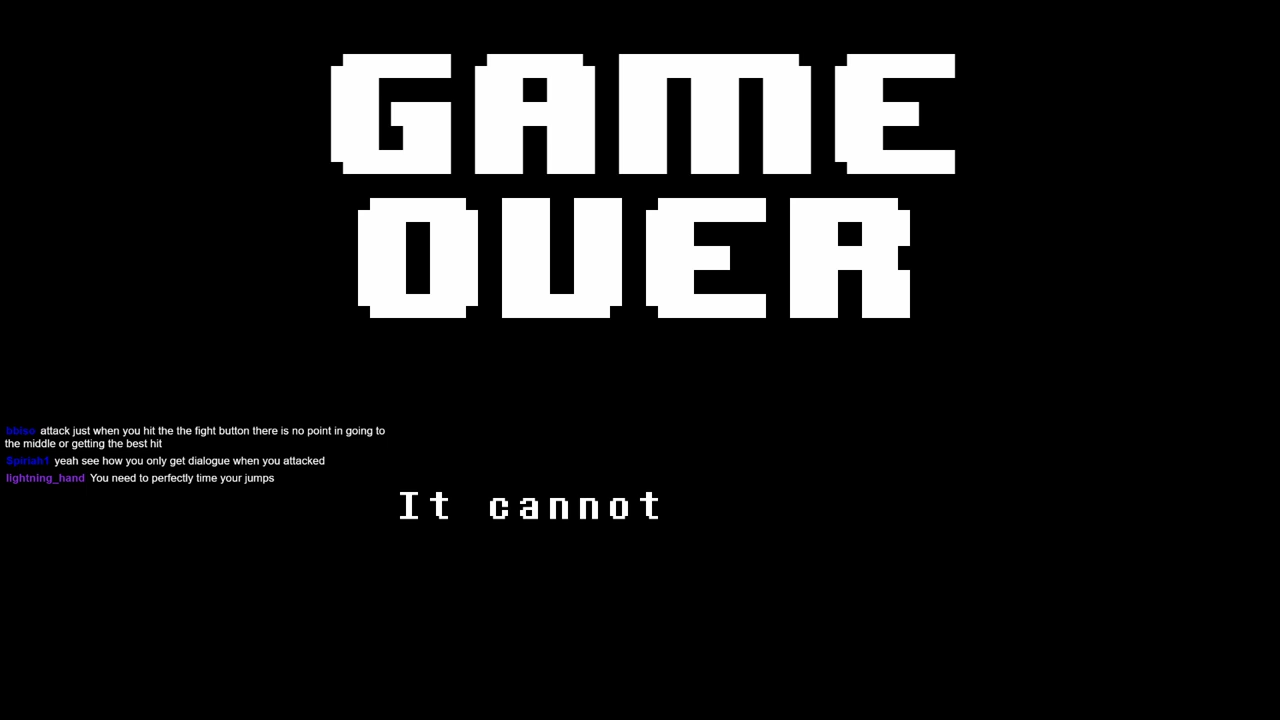 GAME
OVER
hbiso attack just when you hit the the fight button there is no point in going to
the middle or getting the best hit
Spiriah1 yeah see how you only get dialogue when you attacked
lightning_hand You need to perfectly time your jumps
It cannot